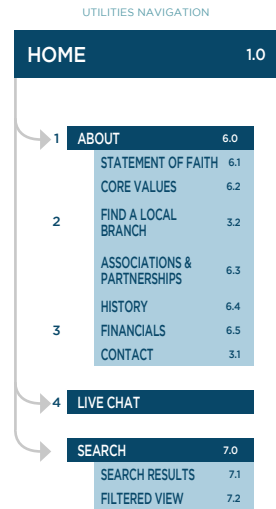 UTILITIES NAVIGATION
HOME 1.0
1 ABOUT 6.0
STATEMENT OF FAITH 6.1
CORE VALUES 6.2
2 FIND A LOCAL
BRANCH 3.2
ASSOCIATIONS &
PARTNERSHIPS 6.3
HISTORY 6.4
3 FINANCIALS 6.5
CONTACT 3.1
4 LIVE CHAT
SEARCH 7.0
SEARCH RESULTS 7.1
FILTERED VIEW 7.2